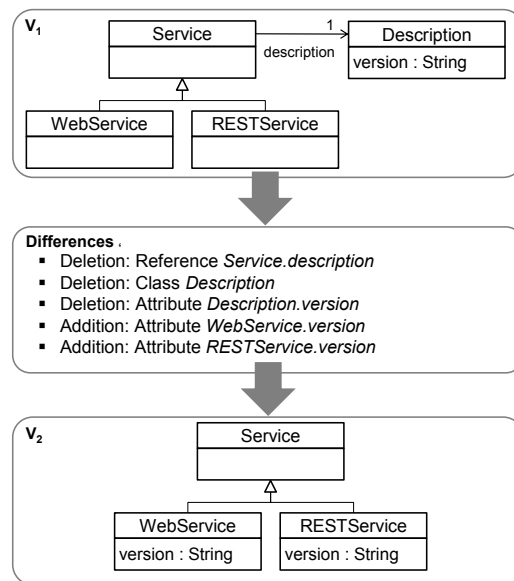 V1
Service
1
Description
description
version : String
WebService
RESTService
Differences
▪ Deletion: Reference Service.description
▪ Deletion: Class Description
▪ Deletion: Attribute Description.version
▪ Addition: Attribute WebService.version
▪ Addition: Attribute RESTService.version
V2
Service
WebService
RESTService
version : String
version : String